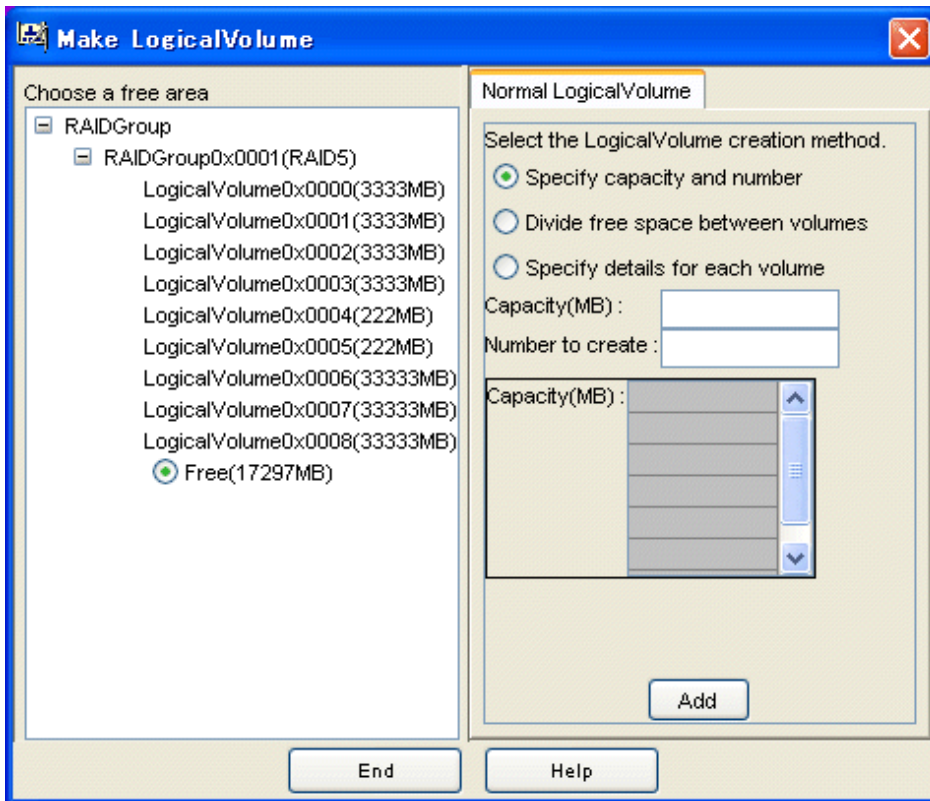 Make LogicalVolume
Choose a free area
RAIDGroup
RAIDGroup0x0001(RAID5)
LogicalVolume0x0000(3333MB)
LogicalVolume0x0001(3333MB)
LogicalVolume0x0002(3333MB)
LogicalVolume0x0003(3333MB)
LogicalVolume0x0004(222MB)
LogicalVolume0x0005(222MB)
LogicalVolume0x0006(33333MB)
LogicalVolume0x0007(33333MB)
LogicalVolume0x0008(33333MB)
Free(17297MB)
Normal LogicalVolume
Select the LogicalVolume creation method.
Specify capacity and number
Divide free space between volumes
Specify details for each volume
Capacity(MB) :
Number to create :
Capacity(MB) :
Add
End
Help